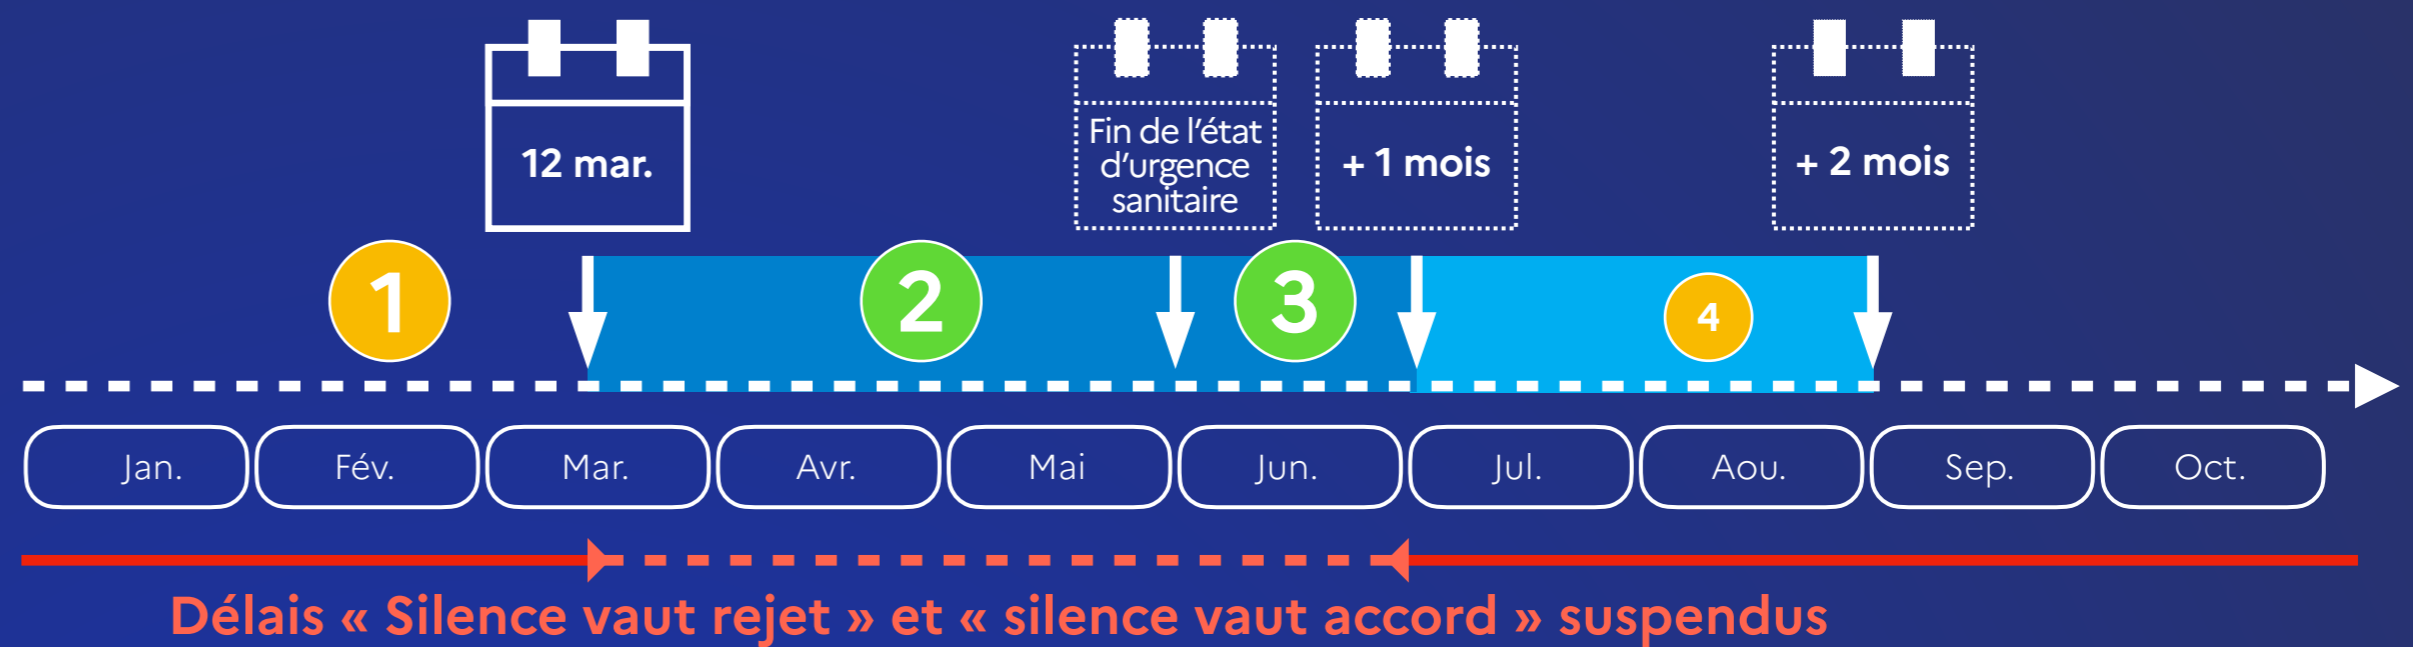 12 mar.
Fin de l'état
d'urgence
sanitaire
+ 1 mois
+ 2 mois
1
2
3
4
Jan.
Fév.
Mar.
Avr.
Mai
Jun.
Jul.
Aou.
Sep.
Oct.
Délais « Silence vaut rejet » et « silence vaut accord » suspendus